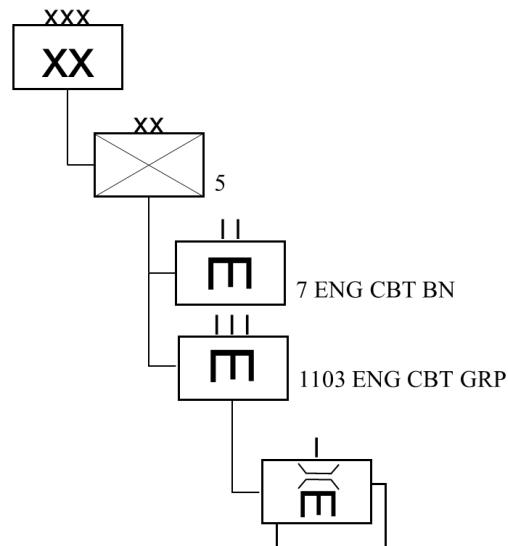 XXX
XX
XX
5
II
E
7 ENG CBT BN
III
E
1103 ENG CBT GRP
I
E